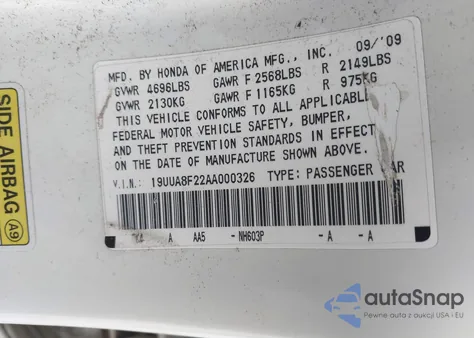 MFD. BY HONDA OF AMERICA MFG., INC. 09/'09
GVWR 4696LBS GAWR F 2568LBS R 2149LBS
GVWR 2130KG GAWR F 1165KG R 975KG
THIS VEHICLE CONFORMS TO ALL APPLICABLE
FEDERAL MOTOR VEHICLE SAFETY, BUMPER,
AND THEFT PREVENTION STANDARDS IN EFFECT
ON THE DATE OF MANUFACTURE SHOWN ABOVE.
V.I.N.: 19UUA8F22AA000326 TYPE: PASSENGER
A AA5 - NH603P -A -A
SIDE AIRBAG
A9
autoSnap
Pewne auta z aukcji USA i EU